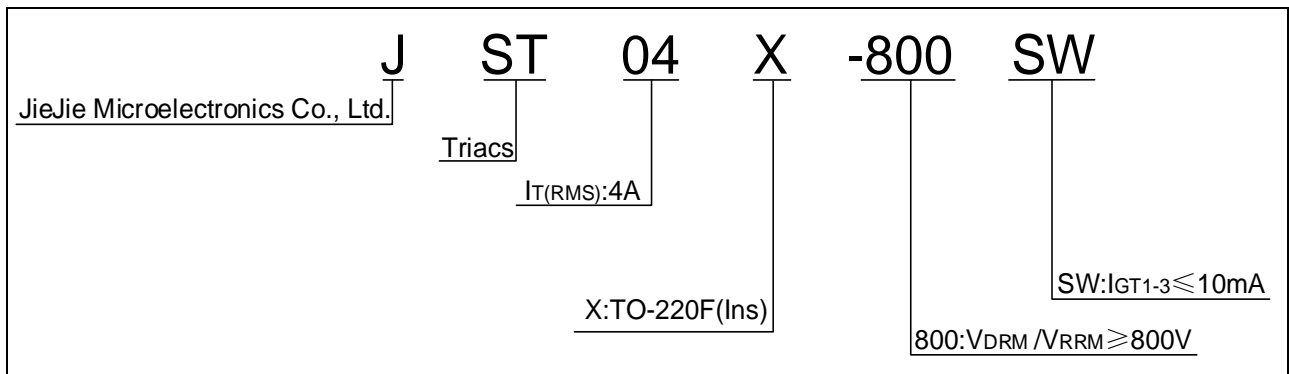 J ST 04 X -800 SW
JieJie Microelectronics Co., Ltd.
Triacs
IT(RMS):4A
SW:IGT1-3≤10mA
X:TO-220F(Ins)
800:VDRM /VRRM≥800V